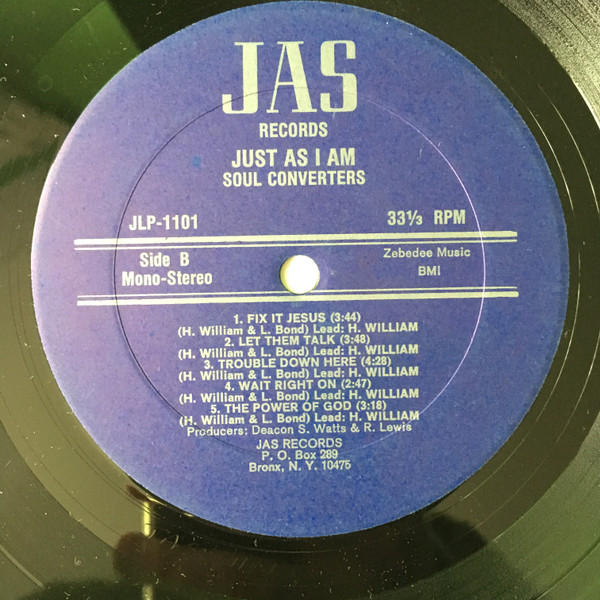 JAS
RECORDS
JUST AS I AM
SOUL CONVERTERS
JLP-1101
33⅓ RPM
Side B
Mono-Stereo
Zebedee Music
BMI
1. FIX IT JESUS (3:44)
(H. William & L. Bond) Lead: H. WILLIAM
2. LET THEM TALK (3:48)
(H. William & L. Bond) Lead: H. WILLIAM
3. TROUBLE DOWN HERE (4:28)
(H. William & L. Bond) Lead: H. WILLIAM
4. WAIT RIGHT ON (2:47)
(H. William & L. Bond) Lead: H. WILLIAM
5. THE POWER OF GOD (3:18)
(H. William & L. Bond) Lead: H. WILLIAM
Producers: Deacon S. Watts & R. Lewis
JAS RECORDS
P. O. Box 289
Bronx, N. Y. 10475